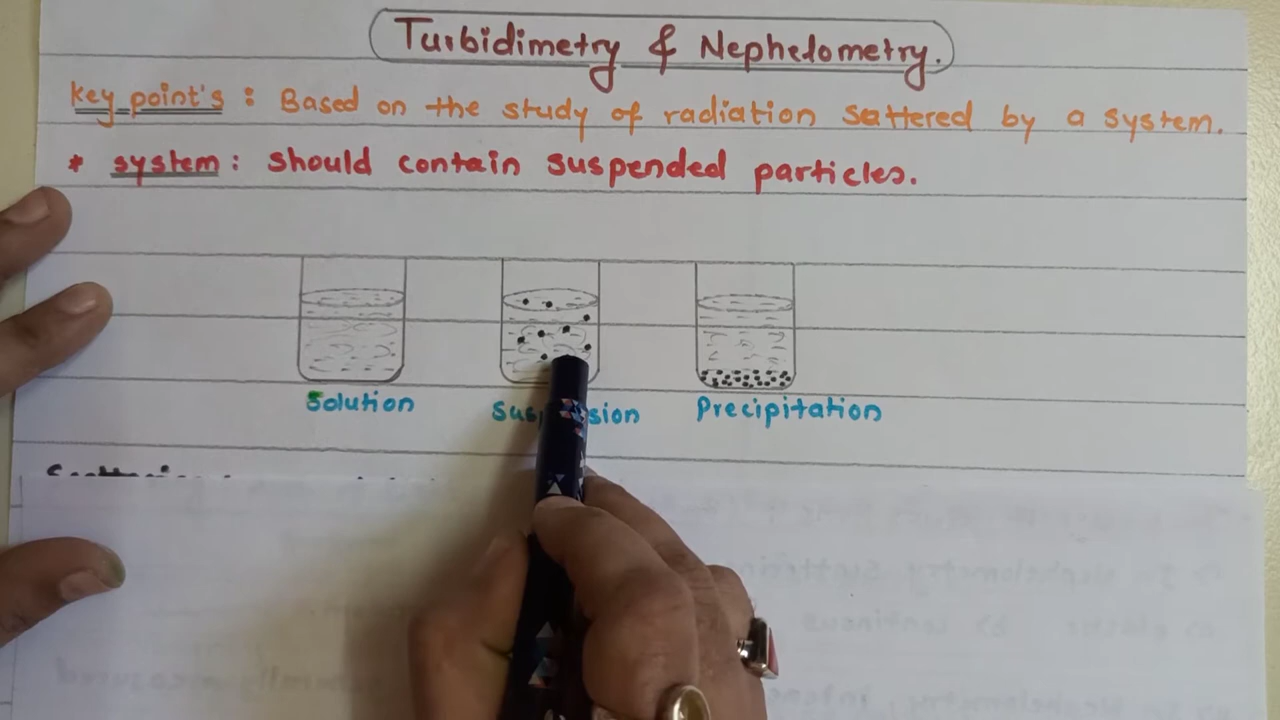 Turbidimetry & Nephelometry.
Key point's : Based on the study of radiation sattered by a system.
* system : should contain suspended particles.
Solution
Precipitation